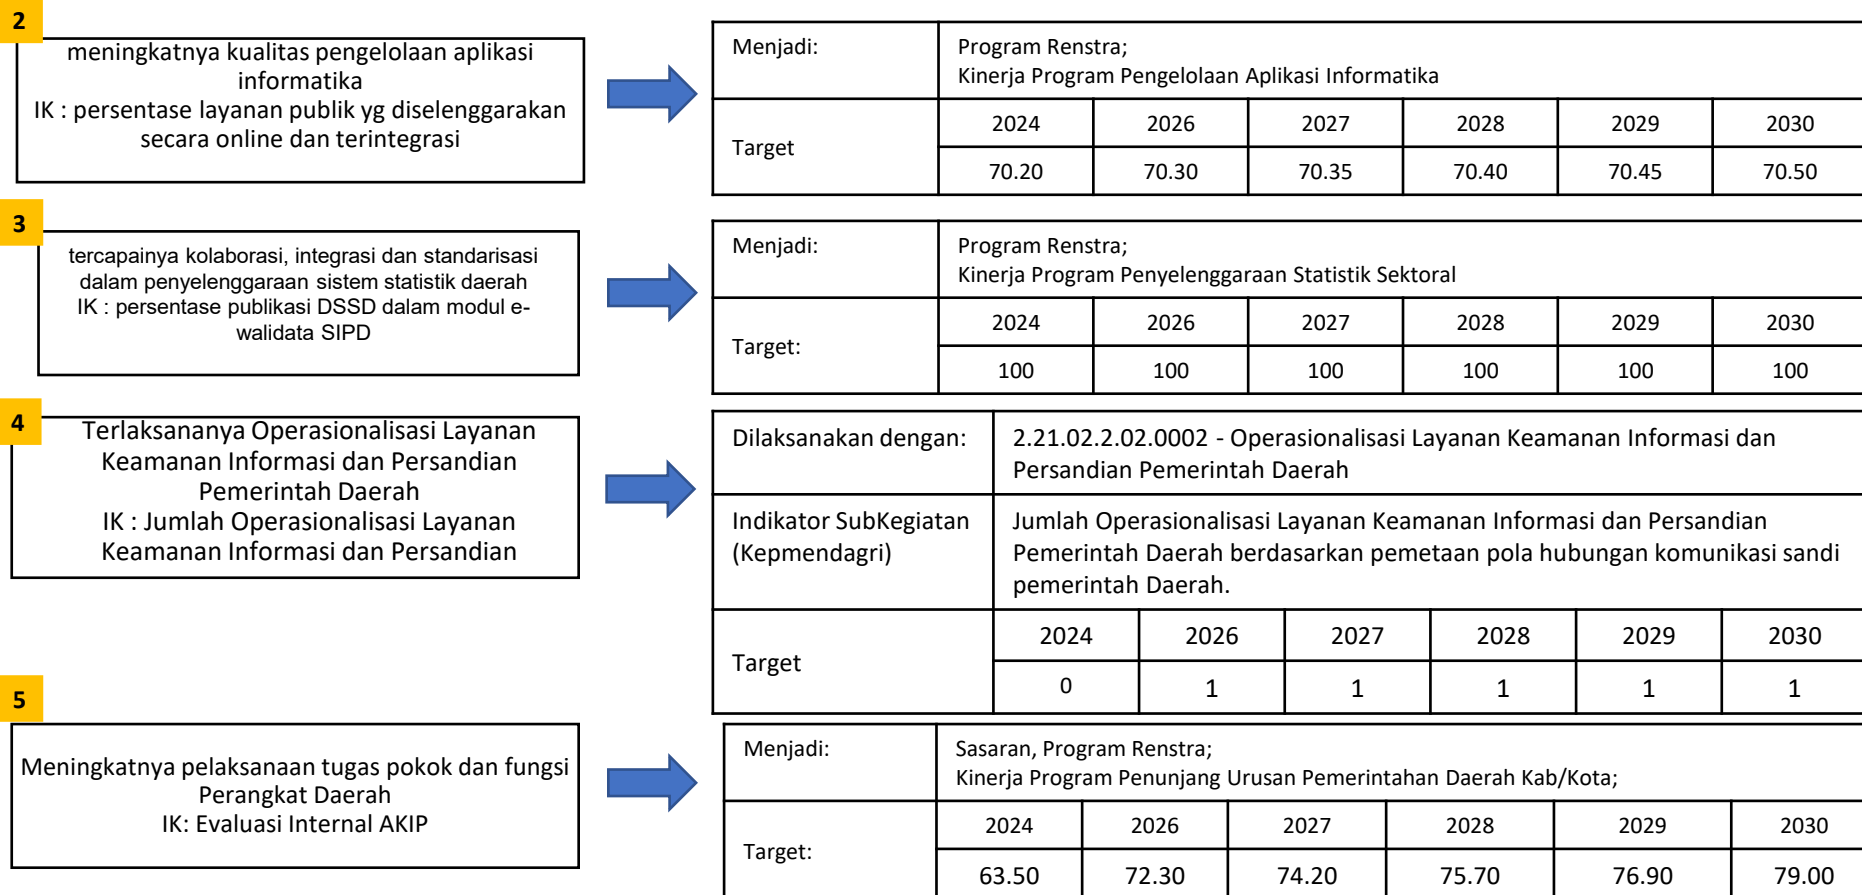 2
meningkatnya kualitas pengelolaan aplikasi
informatika
IK : persentase layanan publik yg diselenggarakan
secara online dan terintegrasi
Menjadi:
Program Renstra;
Kinerja Program Pengelolaan Aplikasi Informatika
Target
2024 2026 2027 2028 2029 2030
70.20 70.30 70.35 70.40 70.45 70.50
3
tercapainya kolaborasi, integrasi dan standarisasi
dalam penyelenggaraan sistem statistik daerah
IK : persentase publikasi DSSD dalam modul e-
walidata SIPD
Menjadi:
Program Renstra;
Kinerja Program Penyelenggaraan Statistik Sektoral
Target:
2024 2026 2027 2028 2029 2030
100 100 100 100 100 100
4
Terlaksananya Operasionalisasi Layanan
Keamanan Informasi dan Persandian
Pemerintah Daerah
IK : Jumlah Operasionalisasi Layanan
Keamanan Informasi dan Persandian
Dilaksanakan dengan:
2.21.02.2.02.0002 - Operasionalisasi Layanan Keamanan Informasi dan
Persandian Pemerintah Daerah
Indikator SubKegiatan
(Kepmendagri)
Jumlah Operasionalisasi Layanan Keamanan Informasi dan Persandian
Pemerintah Daerah berdasarkan pemetaan pola hubungan komunikasi sandi
pemerintah Daerah.
Target
2024 2026 2027 2028 2029 2030
0 1 1 1 1 1
5
Meningkatnya pelaksanaan tugas pokok dan fungsi
Perangkat Daerah
IK: Evaluasi Internal AKIP
Menjadi:
Sasaran, Program Renstra;
Kinerja Program Penunjang Urusan Pemerintahan Daerah Kab/Kota;
Target:
2024 2026 2027 2028 2029 2030
63.50 72.30 74.20 75.70 76.90 79.00